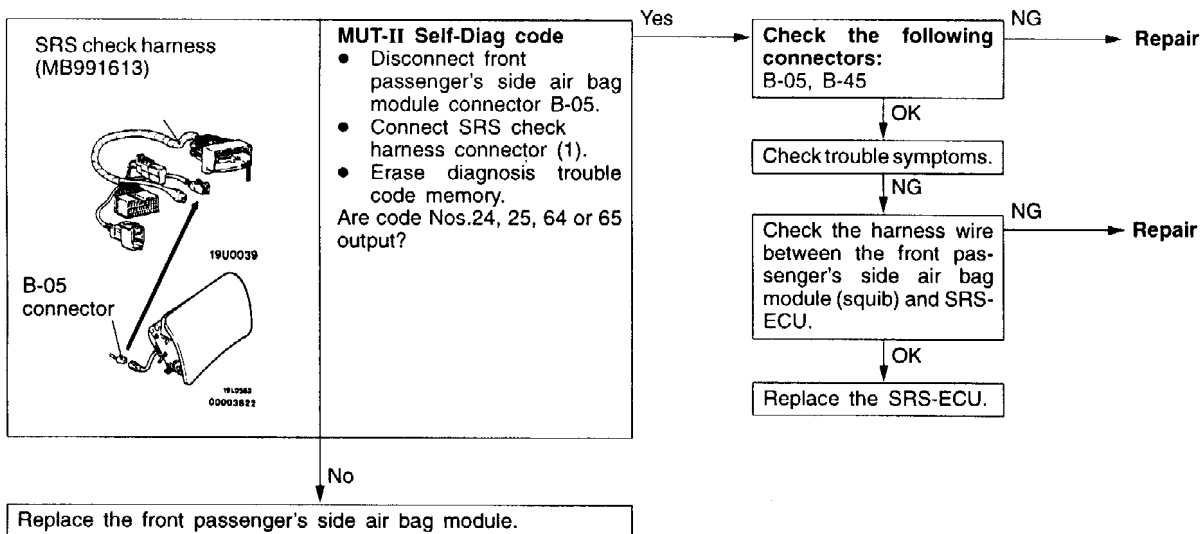 SRS check harness
(MB991613)
19U0039
B-05
connector
19L0563
00003822
MUT-II Self-Diag code
● Disconnect front
passenger's side air bag
module connector B-05.
● Connect SRS check
harness connector (1).
● Erase diagnosis trouble
code memory.
Are code Nos.24, 25, 64 or 65
output?
Yes
Check the following
connectors:
B-05, B-45
NG
Repair
OK
Check trouble symptoms.
NG
Check the harness wire
between the front pas-
senger's side air bag
module (squib) and SRS-
ECU.
NG
Repair
OK
Replace the SRS-ECU.
No
Replace the front passenger's side air bag module.